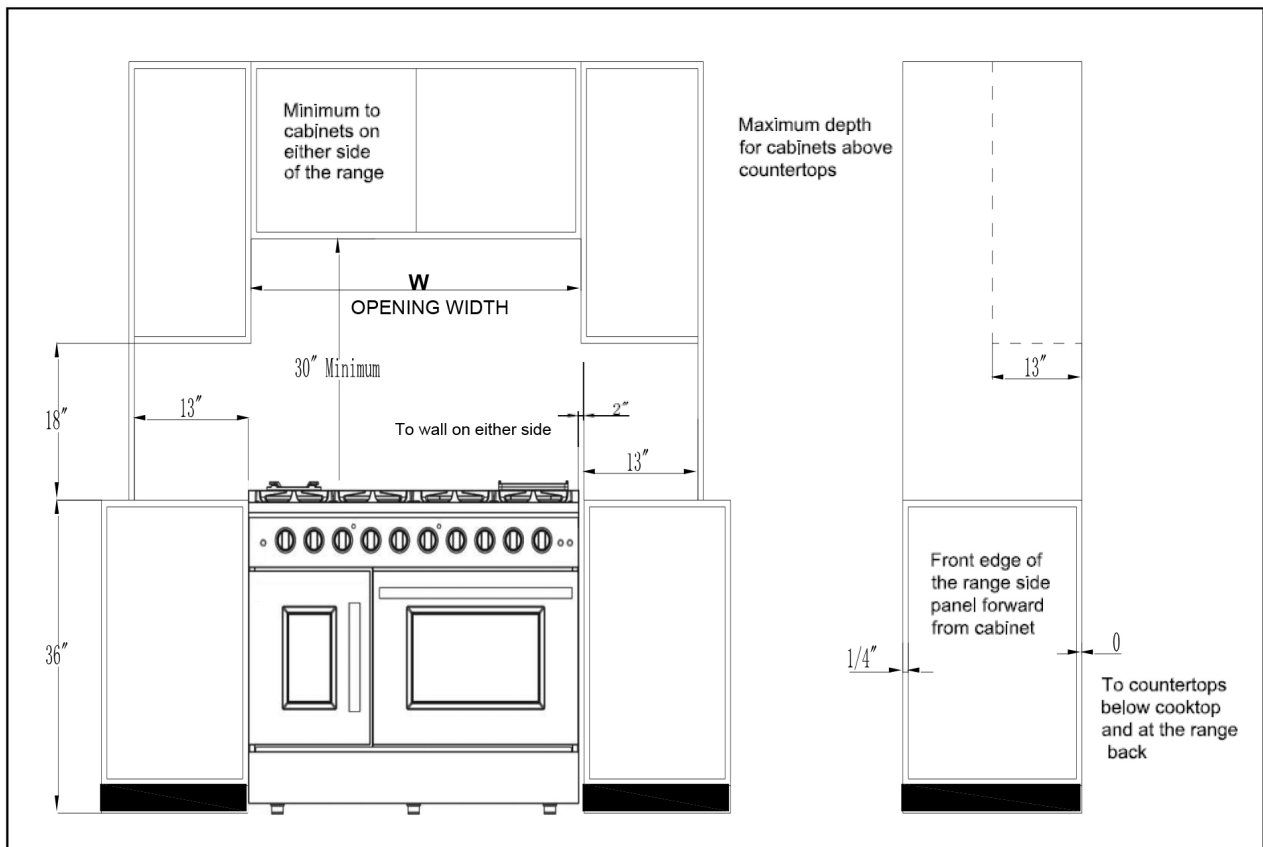 Minimum to
cabinets on
either side
of the range
Maximum depth
for cabinets above
countertops
W
OPENING WIDTH
30" Minimum
18"
13"
13"
2"
To wall on either side
13"
36"
Front edge of
the range side
panel forward
from cabinet
1/4"
0
To countertops
below cooktop
and at the range
back